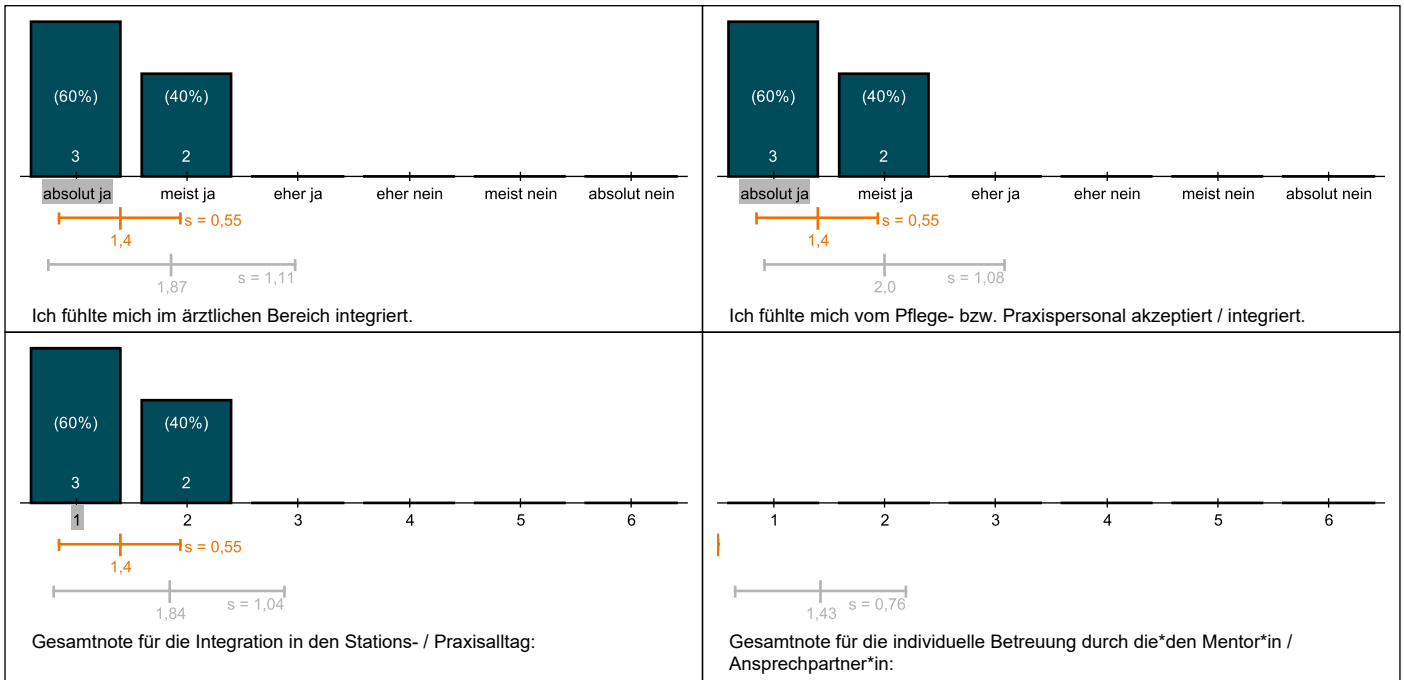 (60%)
(40%)
3
2
absolut ja meist ja eher ja eher nein meist nein absolut nein
s = 0,55
1,4
s = 1,11
1,87
Ich fühlte mich im ärztlichen Bereich integriert.
(60%)
(40%)
3
2
absolut ja meist ja eher ja eher nein meist nein absolut nein
s = 0,55
1,4
s = 1,08
2,0
Ich fühlte mich vom Pflege- bzw. Praxispersonal akzeptiert / integriert.
(60%)
(40%)
3
2
1 2 3 4 5 6
s = 0,55
1,4
s = 1,04
1,84
Gesamtnote für die Integration in den Stations- / Praxisalltag:
1 2 3 4 5 6
1,43
s = 0,76
Gesamtnote für die individuelle Betreuung durch die*den Mentor*in /
Ansprechpartner*in: